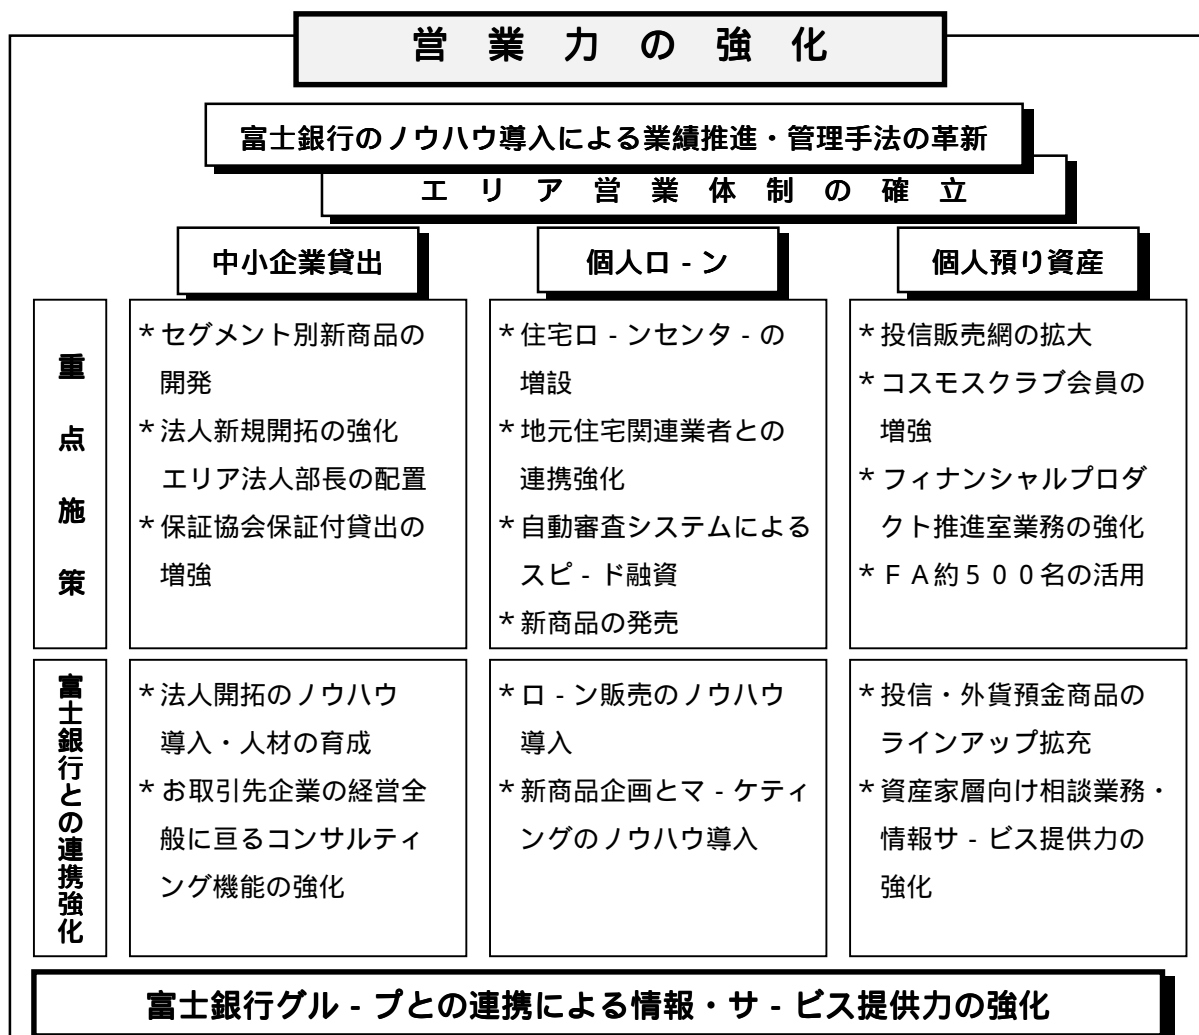 営業力の強化
富士銀行のノウハウ導入による業績推進・管理手法の革新
エリア営業体制の確立
中小企業貸出
個人ロ-ン
個人預り資産
重点施策
*セグメント別新商品の
開発
*法人新規開拓の強化
エリア法人部長の配置
*保証協会保証付貸出の
増強
*住宅ロ-ンセンタ-の
増設
*地元住宅関連業者との
連携強化
*自動審査システムによる
スピ-ド融資
*新商品の発売
*投信販売網の拡大
*コスモスクラブ会員の
増強
*フィナンシャルプロダ
クト推進室業務の強化
*FA約500名の活用
富士銀行との連携強化
*法人開拓のノウハウ
導入・人材の育成
*お取引先企業の経営全
般に亘るコンサルティ
ング機能の強化
*ロ-ン販売のノウハウ
導入
*新商品企画とマ-ケティ
ングのノウハウ導入
*投信・外貨預金商品の
ラインアップ拡充
*資産家層向け相談業務・
情報サ-ビス提供力の
強化
富士銀行グル-プとの連携による情報・サ-ビス提供力の強化